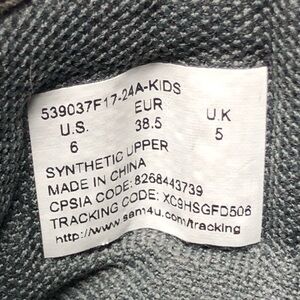 539037F17-24A-KIDS
U.S. EUR U.K
6 38.5 5
SYNTHETIC UPPER
MADE IN CHINA
CPSIA CODE: 8268443739
TRACKING CODE: XC9HSGFD506
http://www.sam4u.com/tracking